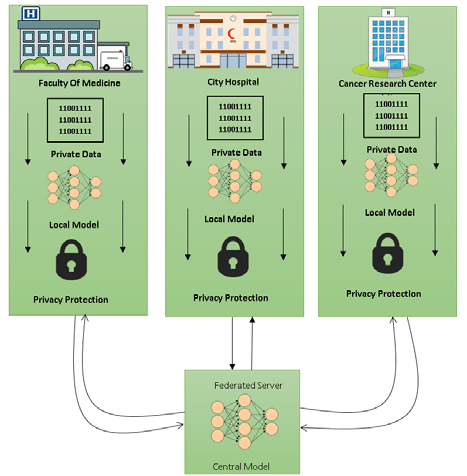 H
Faculty Of Medicine
11001111
11001111
11001111
Private Data
Local Model
Privacy Protection
City Hospital
11001111
11001111
11001111
Private Data
Local Model
Privacy Protection
H
Cancer Research Center
11001111
11001111
11001111
Private Data
Local Model
Privacy Protection
Federated Server
Central Model